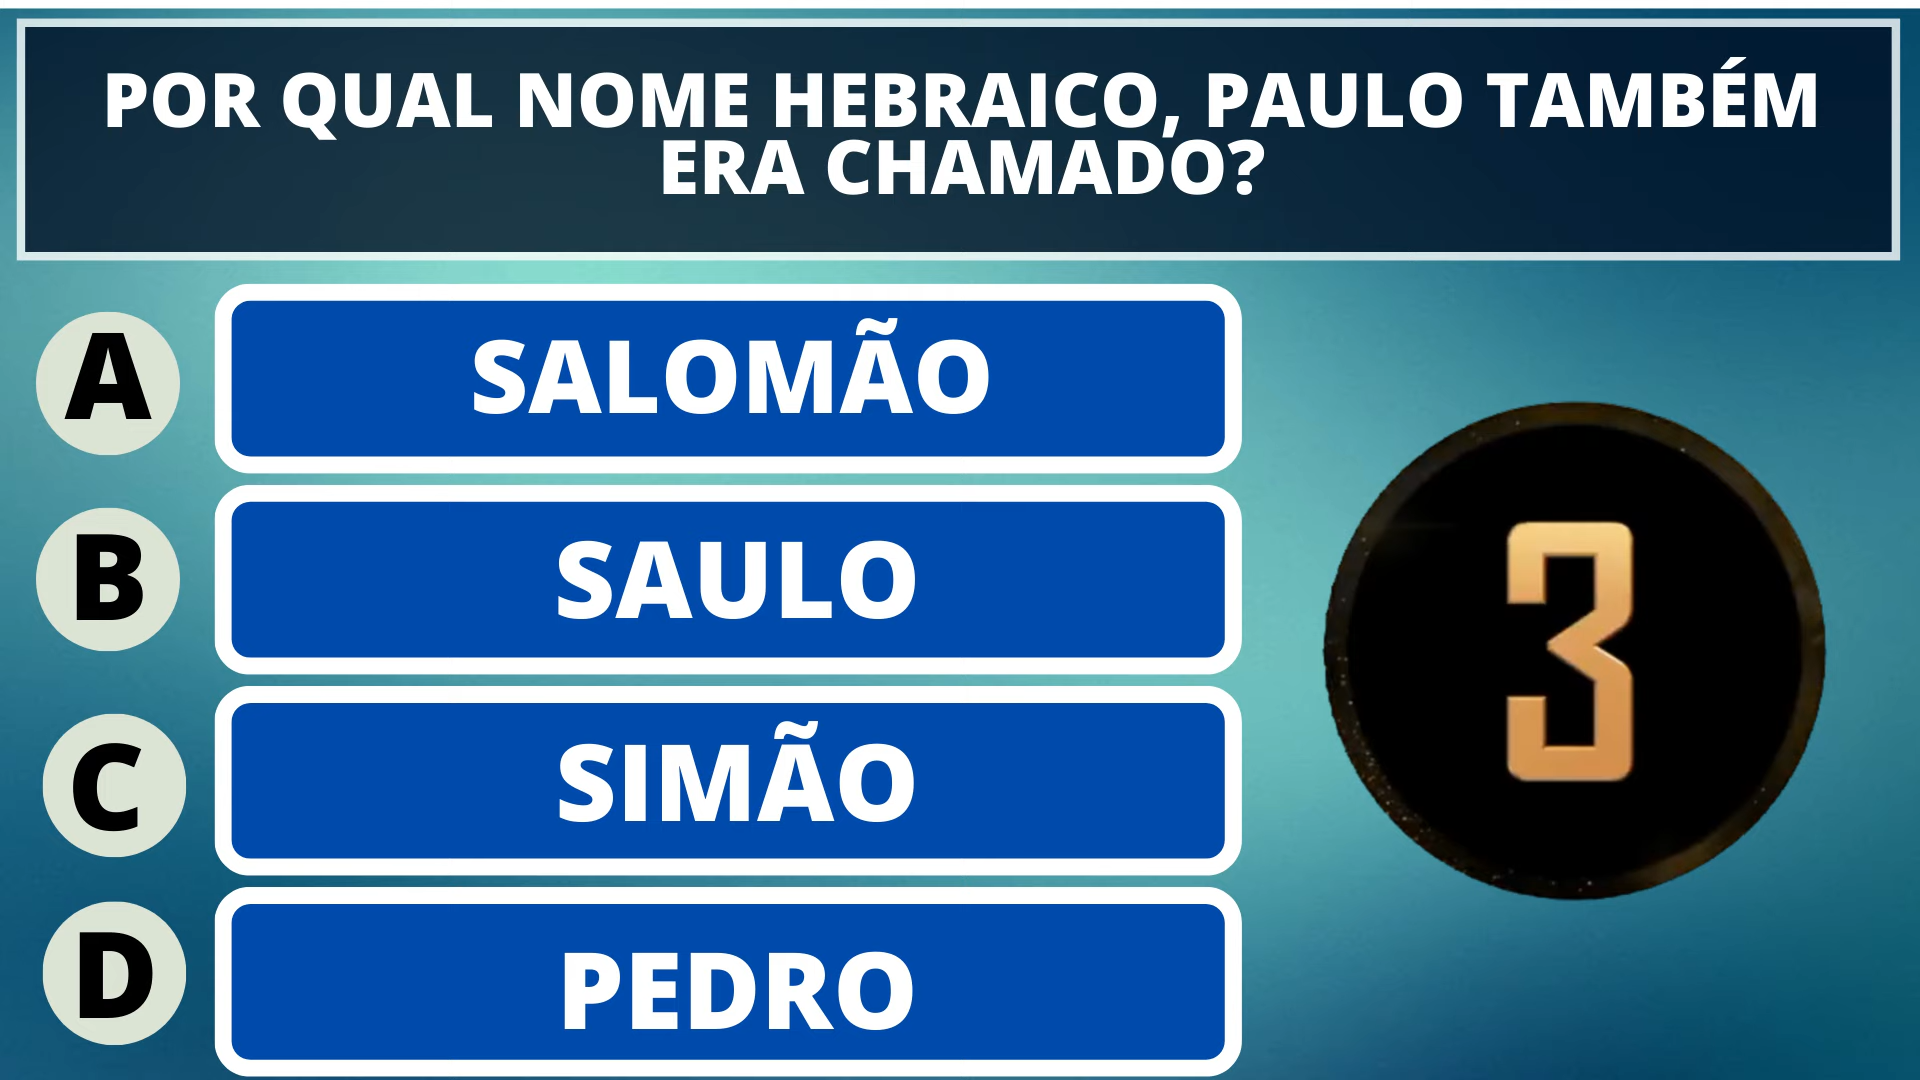 POR QUAL NOME HEBRAICO, PAULO TAMBÉM
ERA CHAMADO?
A
SALOMÃO
B
SAULO
3
C
SIMÃO
D
PEDRO